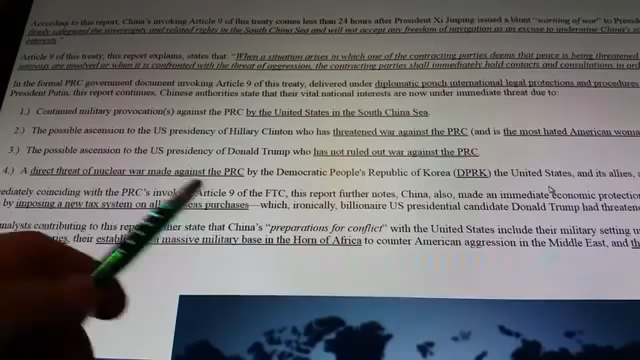 According to this report, China's invoking Article 9 of this treaty comes less than 24 hours after President Xi Jinping issued a blunt "warning of war" to Presi
firmly safeguard the sovereignty and related rights in the South China Sea and will not accept any freedom of navigation as an excuse to undermine China's so
interests."
Article 9 of this treaty, this report explains, states that: "When a situation arises in which one of the contracting parties deems that peace is being threatened
interests are involved or when it is confronted with the threat of aggression, the contracting parties shall immediately hold contacts and consultations in ord
In the formal PRC government document invoking Article 9 of this treaty, delivered under diplomatic pouch international legal protections and procedures
President Putin, this report continues, Chinese authorities state that their vital national interests are now under immediate threat due to:
1.) Continued military provocation(s) against the PRC by the United States in the South China Sea.
2.) The possible ascension to the US presidency of Hillary Clinton who has threatened war against the PRC (and is the most hated American woma
3.) The possible ascension to the US presidency of Donald Trump who has not ruled out war against the PRC.
4.) A direct threat of nuclear war made against the PRC by the Democratic People's Republic of Korea (DPRK) the United States, and its allies, a
ediately coinciding with the PRC's invok Article 9 of the FTC, this report further notes, China, also, made an immediate economic protection
by imposing a new tax system on all seas purchases—which, ironically, billionaire US presidential candidate Donald Trump had threatene
nalysts contributing to this repo her state that China's "preparations for conflict" with the United States include their military setting u
ries, their establ a massive military base in the Horn of Africa to counter American aggression in the Middle East, and th